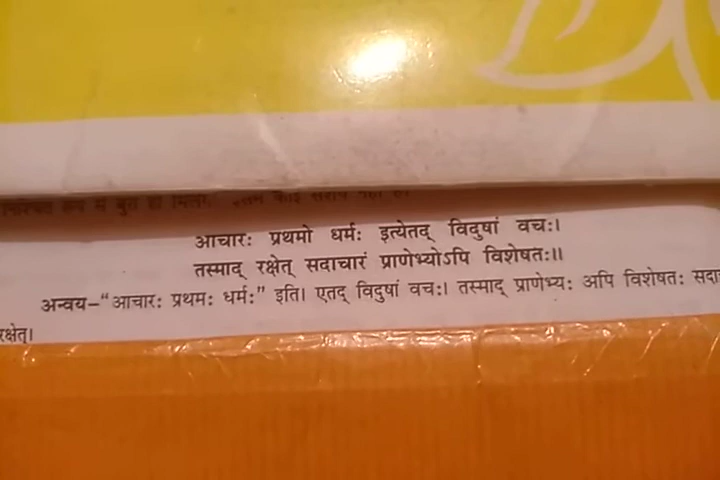 आचारः प्रथमो धर्मः इत्येतद् विदुषां वचः।
तस्माद् रक्षेत् सदाचारं प्राणेभ्योऽपि विशेषतः॥
अन्वय–“आचारः प्रथमः धर्मः” इति। एतद् विदुषां वचः। तस्माद् प्राणेभ्यः अपि विशेषतः सदा
रक्षेत्।